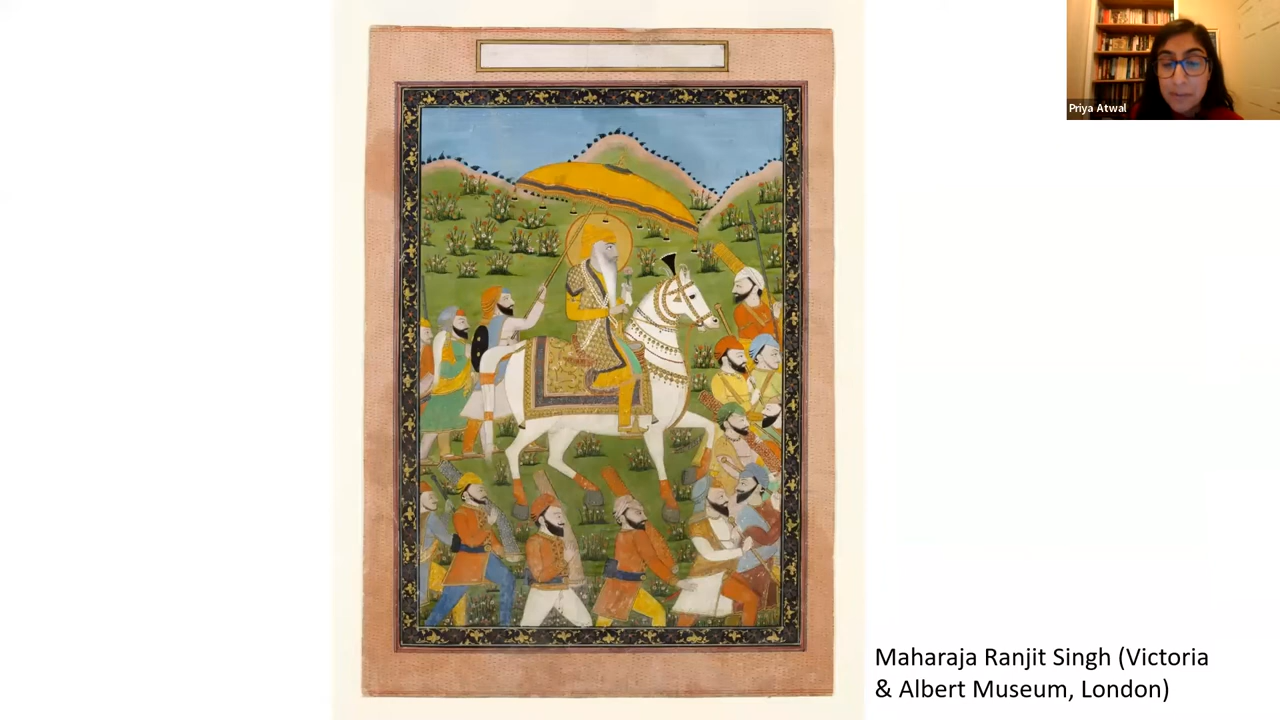 Priya Atwal
Maharaja Ranjit Singh (Victoria
& Albert Museum, London)